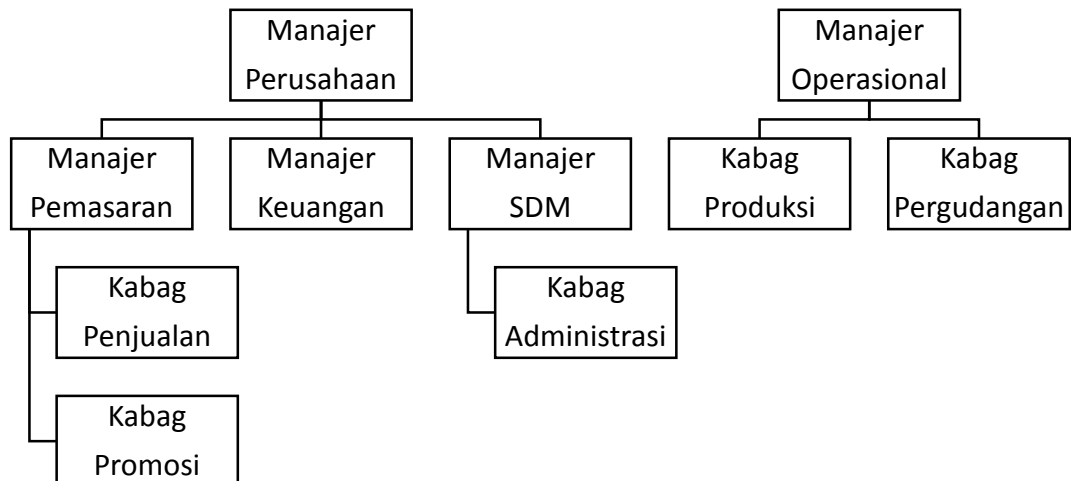 Manajer
Perusahaan
Manajer
Operasional
Manajer
Pemasaran
Manajer
Keuangan
Manajer
SDM
Kabag
Produksi
Kabag
Pergudangan
Kabag
Penjualan
Kabag
Administrasi
Kabag
Promosi